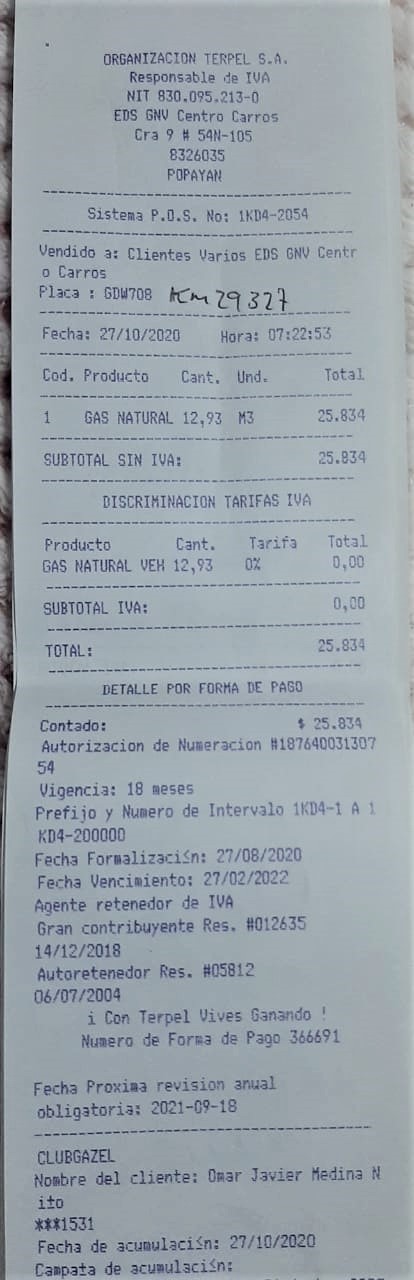 ORGANIZACION TERPEL S.A.
Responsable de IVA
NIT 830.095.213-0
EDS GNV Centro Carros
Cra 9 # 54N-105
8326035
POPAYAN
Sistema P.O.S. No: 1KD4-2054
Vendido a: Clientes Varios EDS GNV Centr
o Carros
Placa : GDW708 Km 29327
Fecha: 27/10/2020 Hora: 07:22:53
Cod. Producto Cant. Und. Total
1 GAS NATURAL 12,93 M3 25.834
SUBTOTAL SIN IVA: 25.834
DISCRIMINACION TARIFAS IVA
Producto Cant. Tarifa Total
GAS NATURAL VEH 12,93 0% 0,00
SUBTOTAL IVA: 0,00
TOTAL: 25.834
DETALLE POR FORMA DE PAGO
Contado: $ 25.834
Autorizacion de Numeracion #187640031307
54
Vigencia: 18 meses
Prefijo y Numero de Intervalo 1KD4-1 A 1
KD4-200000
Fecha Formalización: 27/08/2020
Fecha Vencimiento: 27/02/2022
Agente retenedor de IVA
Gran contribuyente Res. #012635
14/12/2018
Autoretenedor Res. #05812
06/07/2004
¡ Con Terpel Vives Ganando !
Numero de Forma de Pago 366691
Fecha Proxima revision anual
obligatoria: 2021-09-18
CLUBGAZEL
Nombre del cliente: Omar Javier Medina N
ito
***1531
Fecha de acumulación: 27/10/2020
Campata de acumulación: